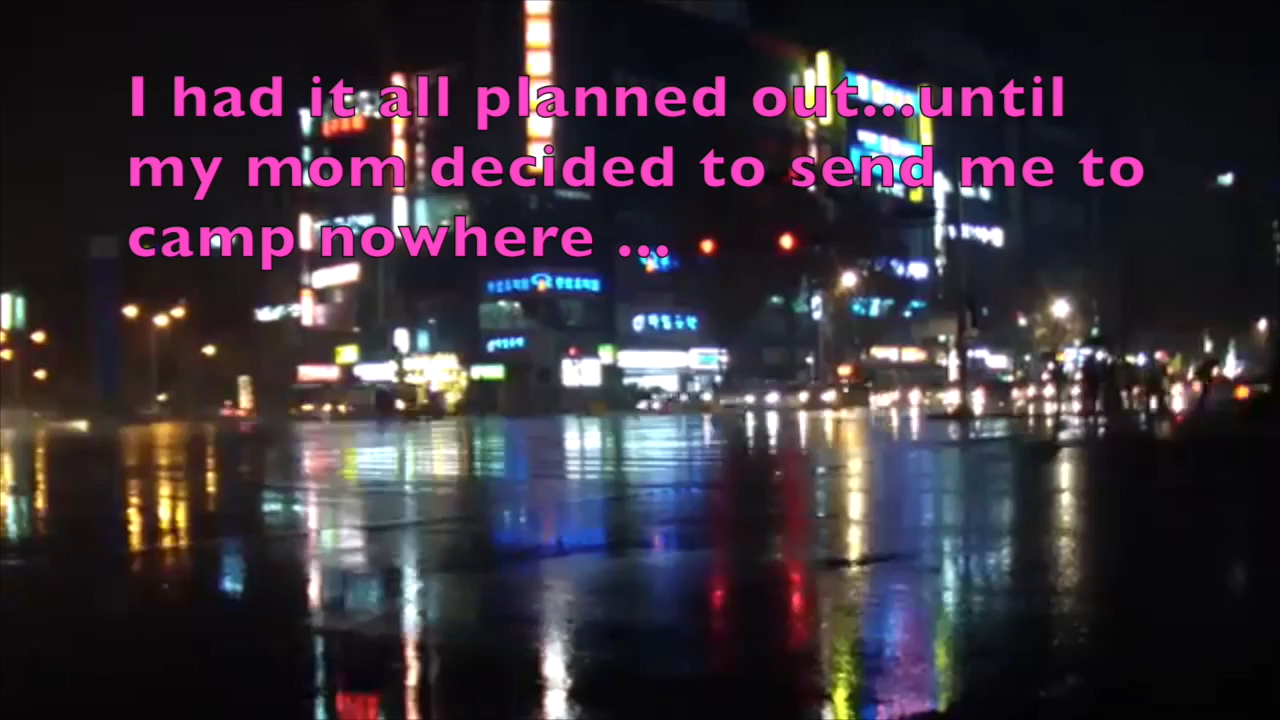 I had it all planned out...until
my mom decided to send me to
camp nowhere ...